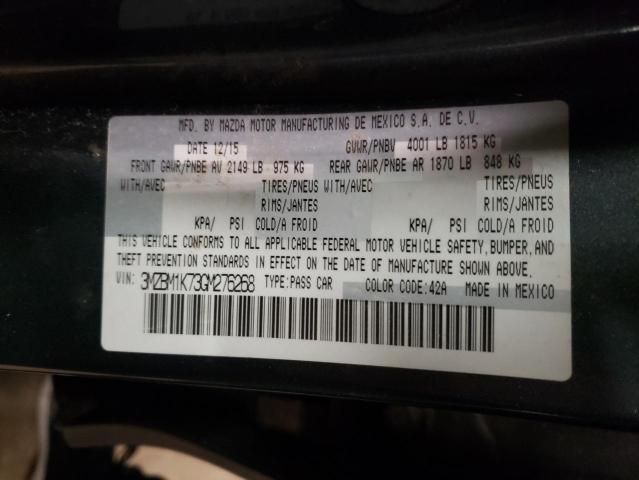 MFD. BY MAZDA MOTOR MANUFACTURING DE MEXICO S.A. DE C.V.
DATE 12/15 GVWR/PNBV 4001 LB 1815 KG
FRONT GAWR/PNBE AV 2149 LB 975 KG REAR GAWR/PNBE AR 1870 LB 848 KG
WITH/AVEC TIRES/PNEUS WITH/AVEC TIRES/PNEUS
RIMS/JANTES RIMS/JANTES
KPA/ PSI COLD/A FROID KPA/ PSI COLD/A FROID
THIS VEHICLE CONFORMS TO ALL APPLICABLE FEDERAL MOTOR VEHICLE SAFETY, BUMPER, AND
THEFT PREVENTION STANDARDS IN EFFECT ON THE DATE OF MANUFACTURE SHOWN ABOVE.
VIN: 3MZBM1K73GM276268 TYPE:PASS CAR COLOR CODE:42A MADE IN MEXICO